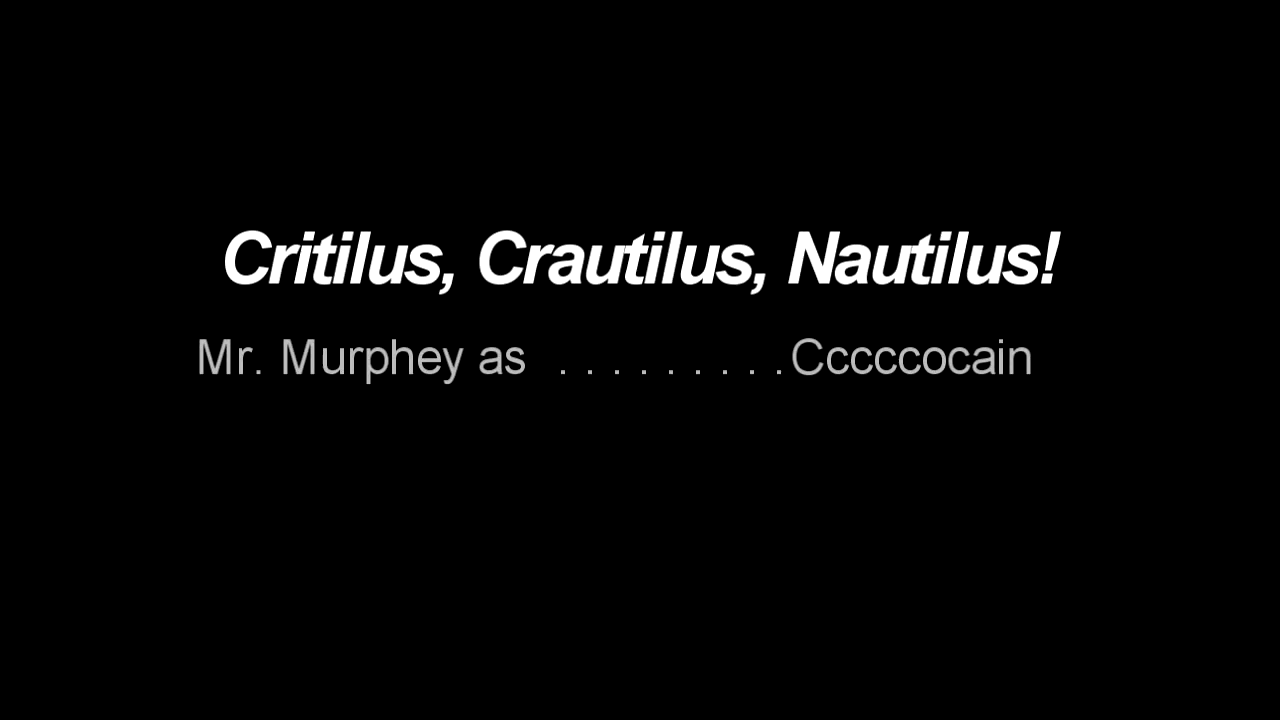 Critilus, Crautilus, Nautilus!
Mr. Murphey as . . . . . . . . . Cccccocain